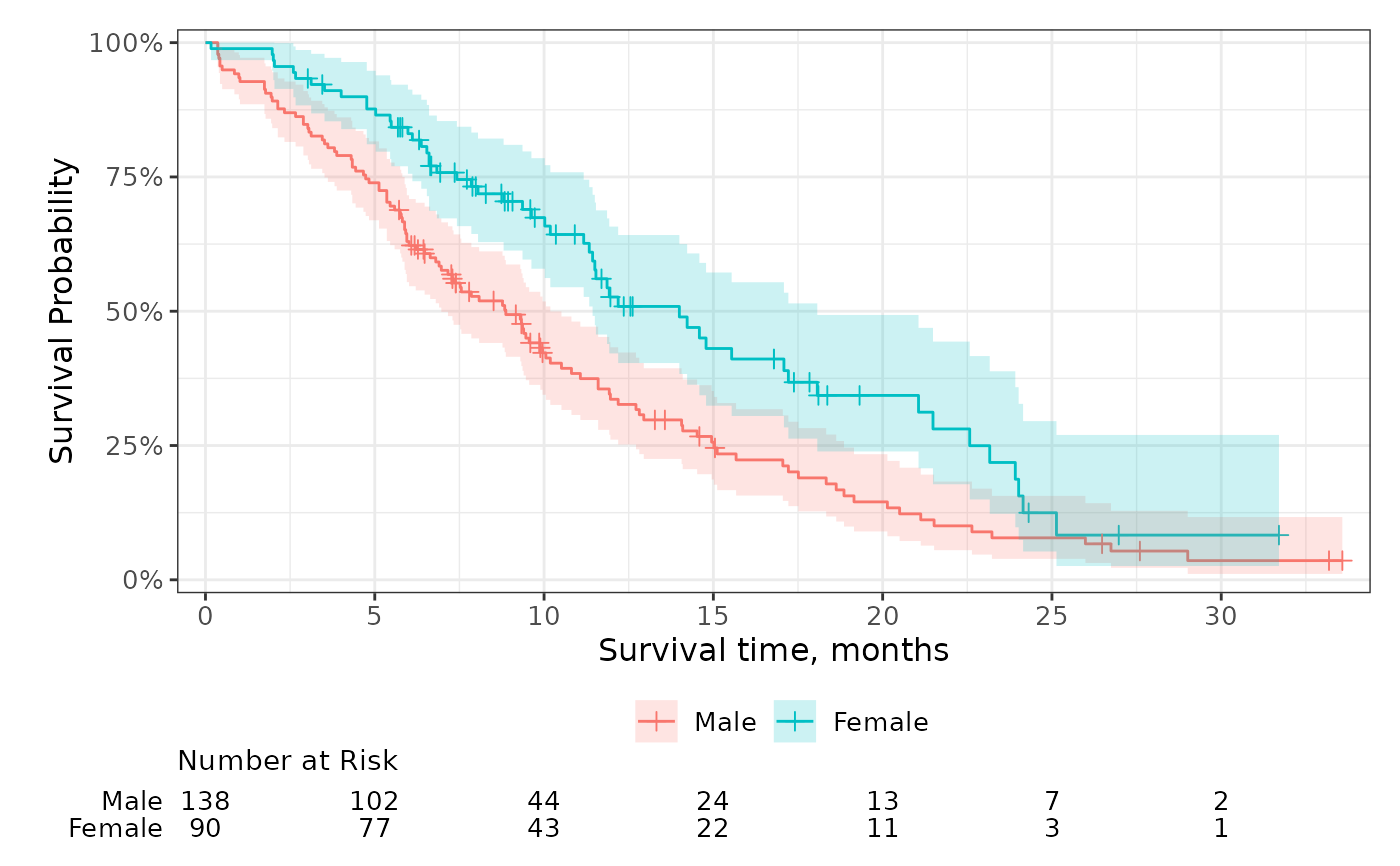 100%
75%
50%
25%
0%
Survival Probability
0 5 10 15 20 25 30
Survival time, months
Male Female
Number at Risk
Male 138 102 44 24 13 7 2
Female 90 77 43 22 11 3 1